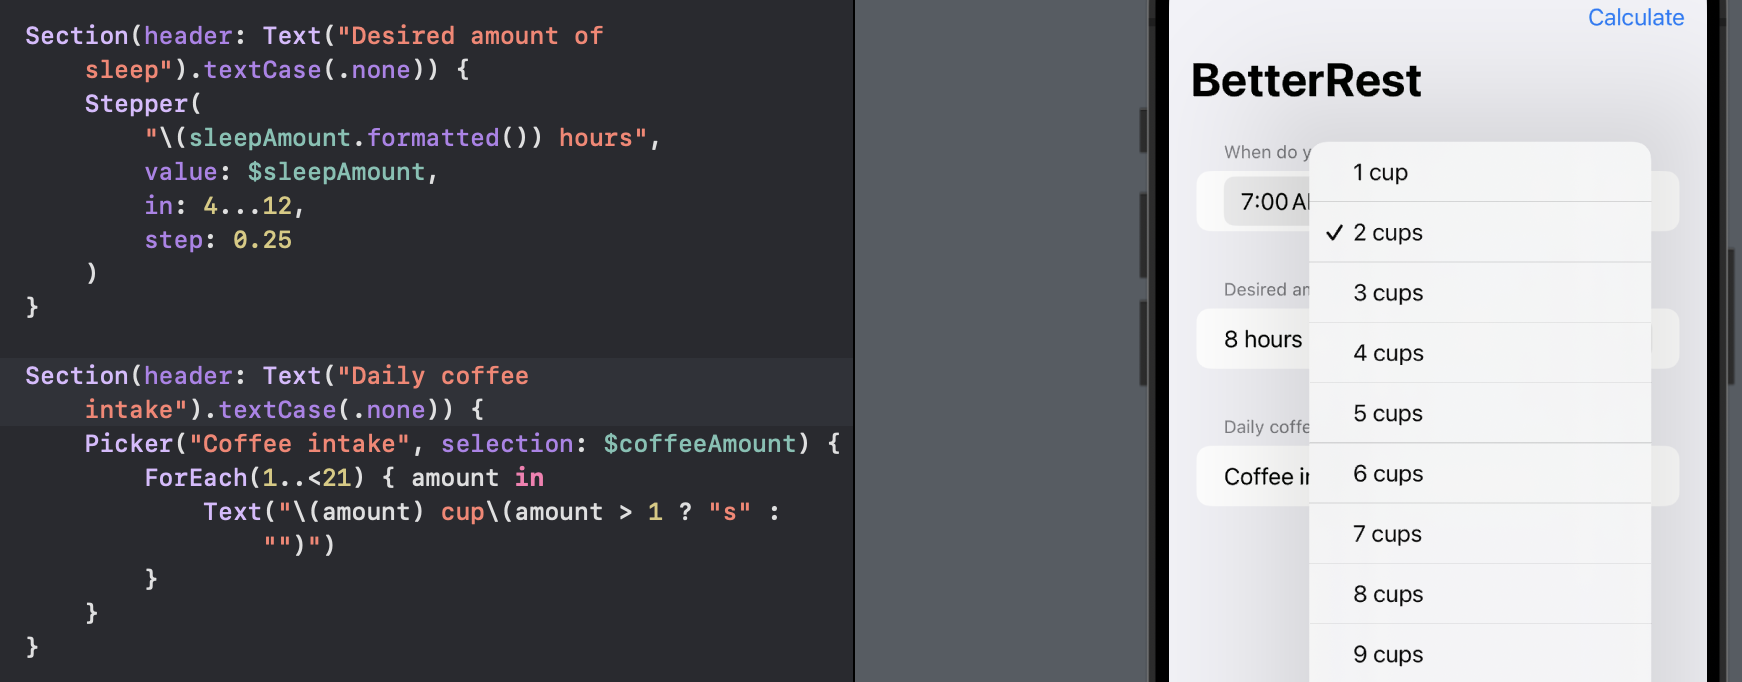 Section(header: Text("Desired amount of
sleep").textCase(.none)) {
Stepper(
"\(sleepAmount.formatted()) hours",
value: $sleepAmount,
in: 4...12,
step: 0.25
)
}
Section(header: Text("Daily coffee
intake").textCase(.none)) {
Picker("Coffee intake", selection: $coffeeAmount) {
ForEach(1..<21) { amount in
Text("\(amount) cup\(amount > 1 ? "s" :
"")")
}
}
}
Calculate
BetterRest
When do y
7:00 A
Desired an
8 hours
Daily coffe
Coffee in
1 cup
✓ 2 cups
3 cups
4 cups
5 cups
6 cups
7 cups
8 cups
9 cups